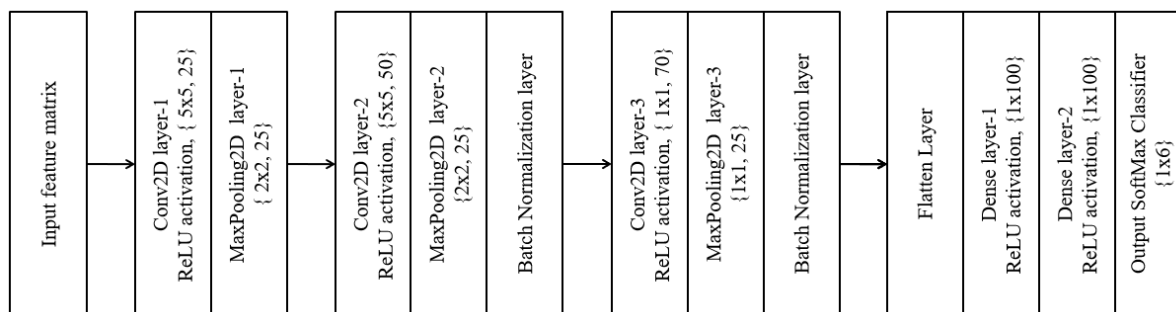 Input feature matrix
Conv2D layer-1
ReLU activation, { 5x5, 25}
MaxPooling2D layer-1
{ 2x2, 25}
Conv2D layer-2
ReLU activation, {5x5, 50}
MaxPooling2D layer-2
{2x2, 25}
Batch Normalization layer
Conv2D layer-3
ReLU activation, { 1x1, 70}
MaxPooling2D layer-3
{1x1, 25}
Batch Normalization layer
Flatten Layer
Dense layer-1
ReLU activation, {1x100}
Dense layer-2
ReLU activation, {1x100}
Output SoftMax Classifier
{1x6}